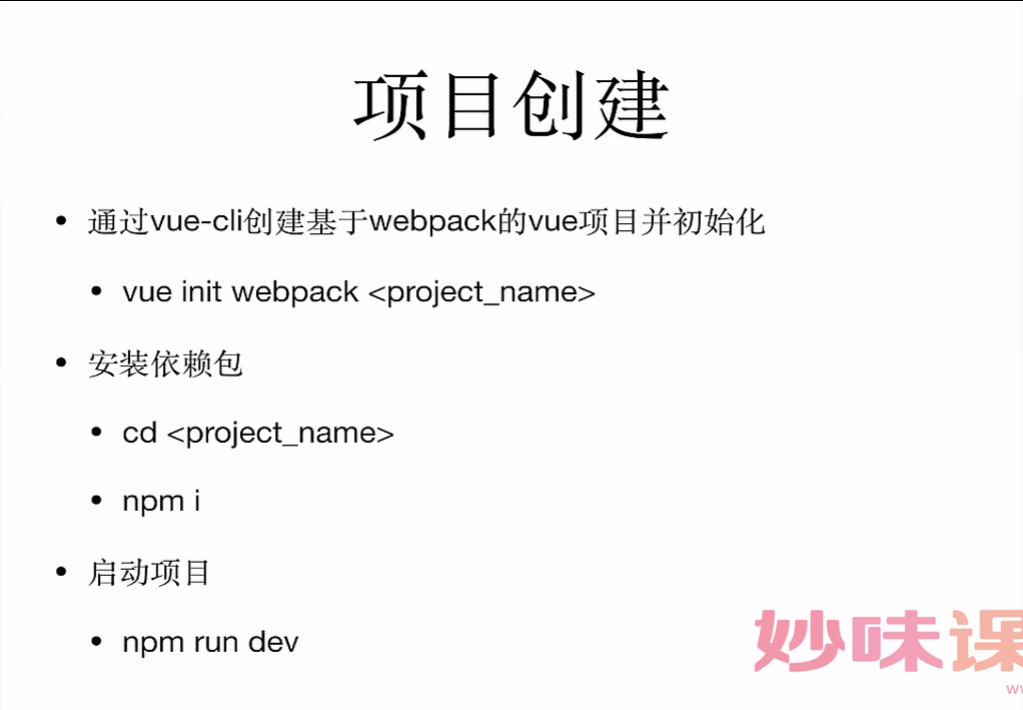 项目创建
• 通过vue-cli创建基于webpack的vue项目并初始化
• vue init webpack <project_name>
• 安装依赖包
• cd <project_name>
• npm i
• 启动项目
• npm run dev
妙味课